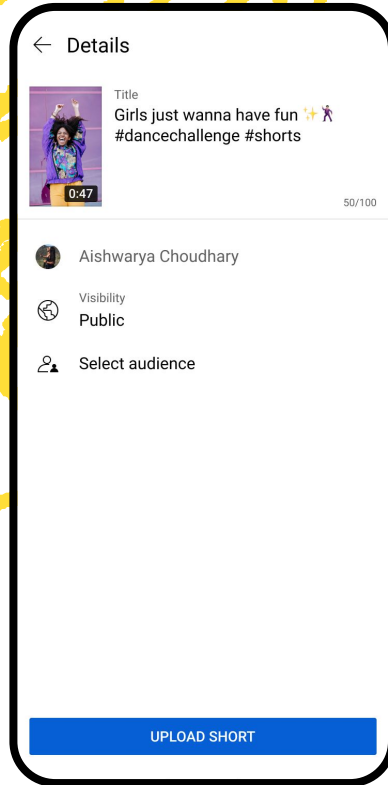 Details
Title
Girls just wanna have fun ✨🕺
#dancechallenge #shorts
0:47
50/100
Aishwarya Choudhary
Visibility
Public
Select audience
UPLOAD SHORT